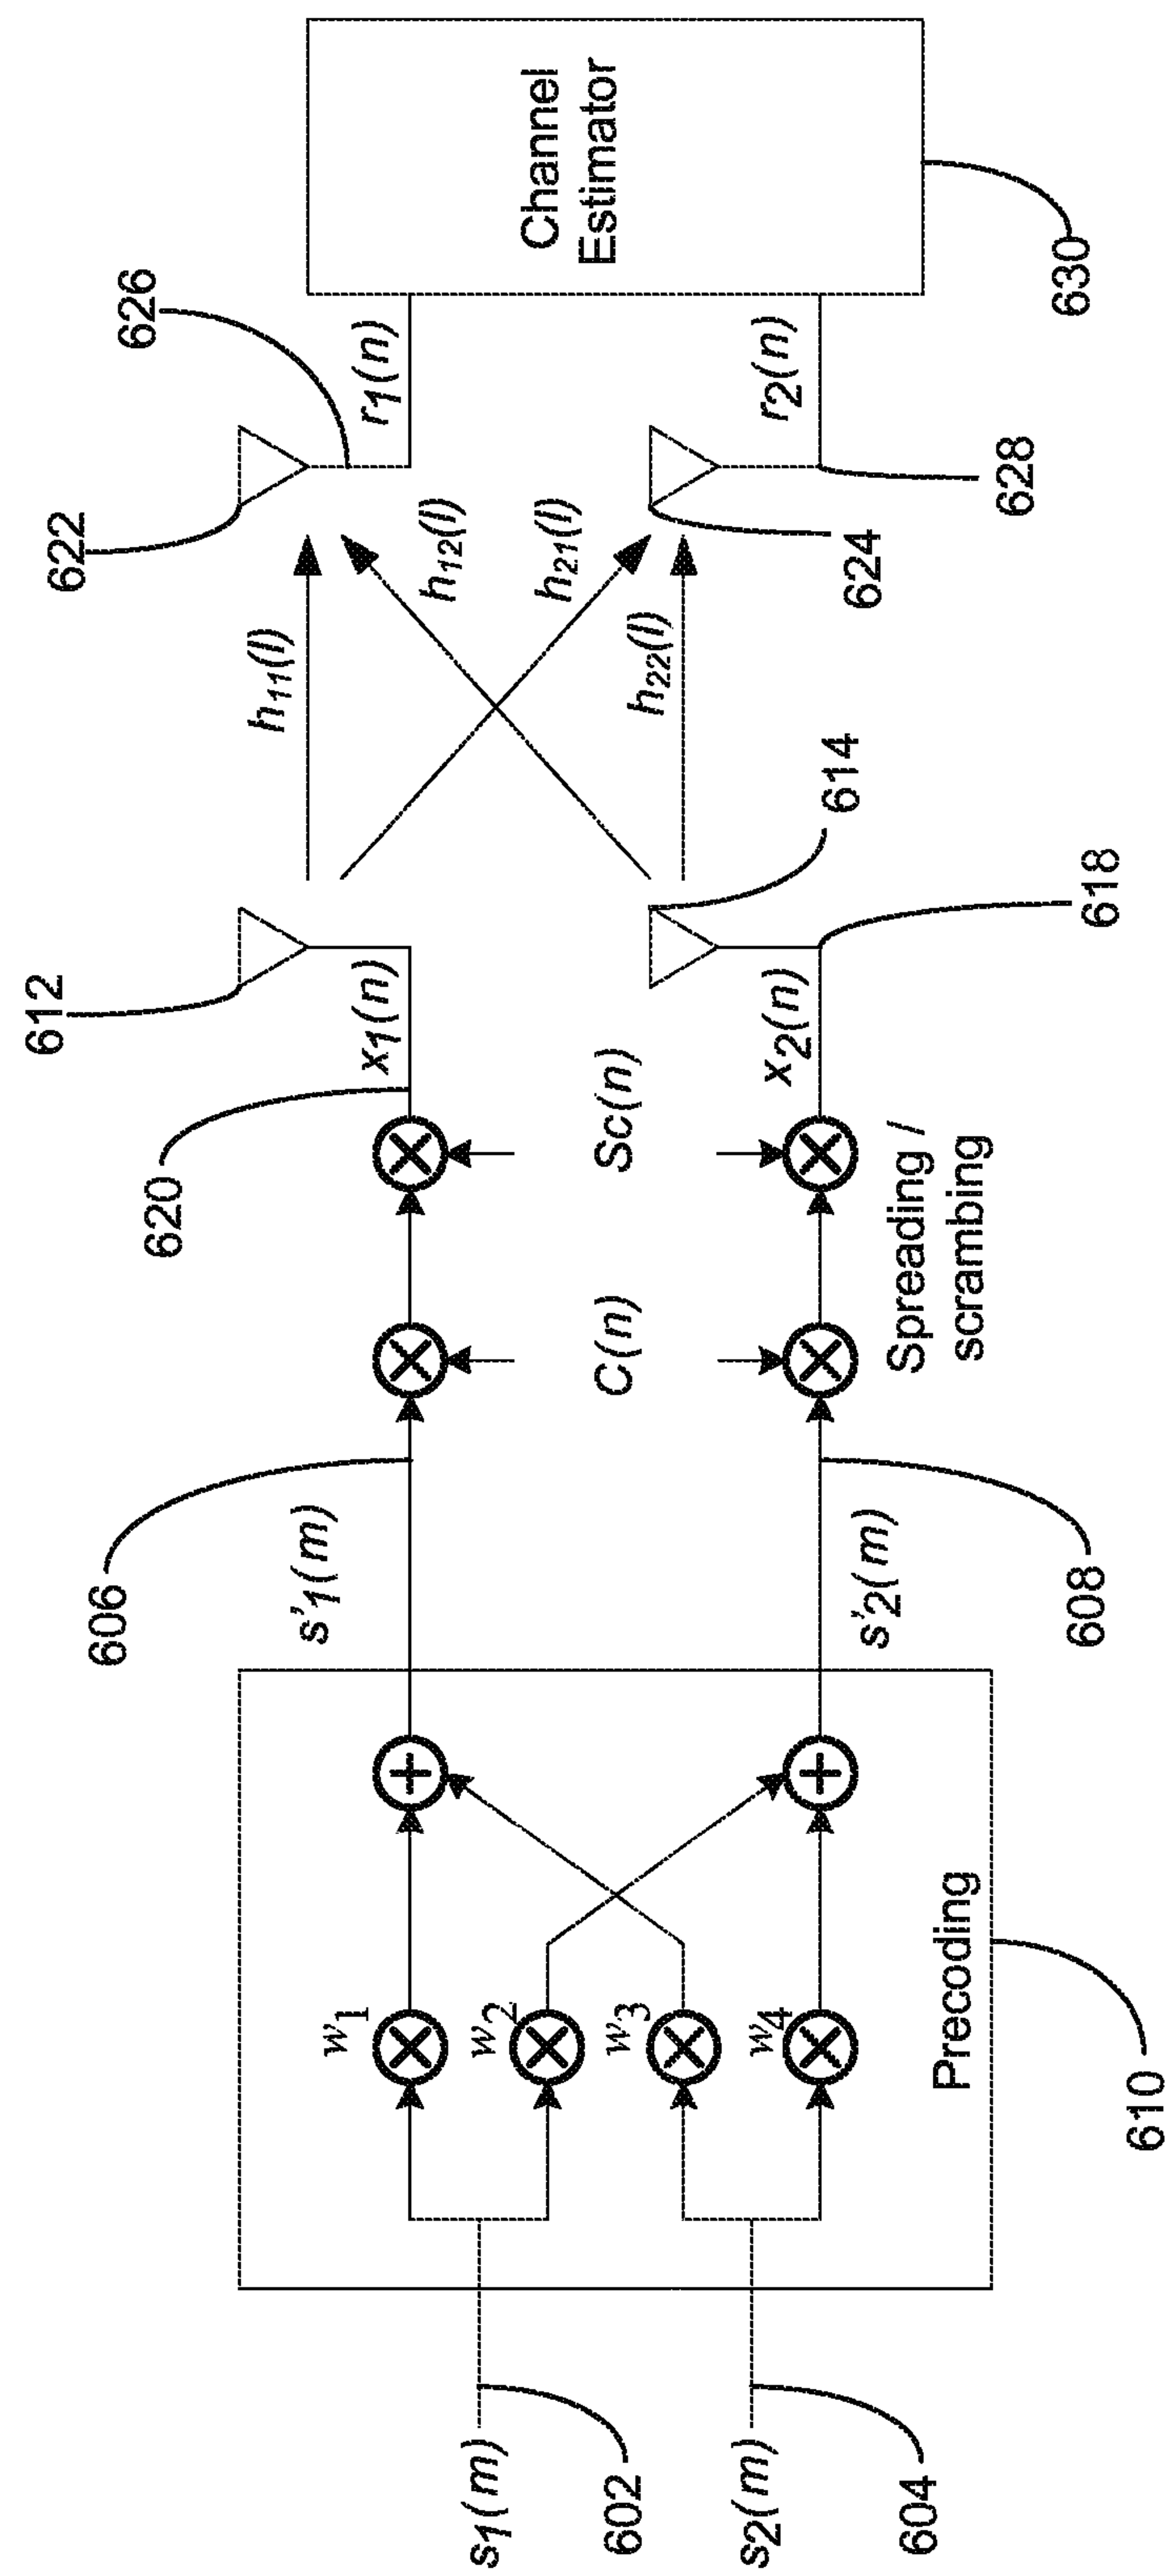 s1(m)
602
s2(m)
604
w1
w2
w3
w4
Precoding
610
s'1(m)
606
s'2(m)
608
C(n)
Sc(n)
Spreading /
scrambing
620
x1(n)
612
x2(n)
618
614
h11(l)
h12(l)
h21(l)
h22(l)
622
626
r1(n)
624
628
r2(n)
Channel
Estimator
630